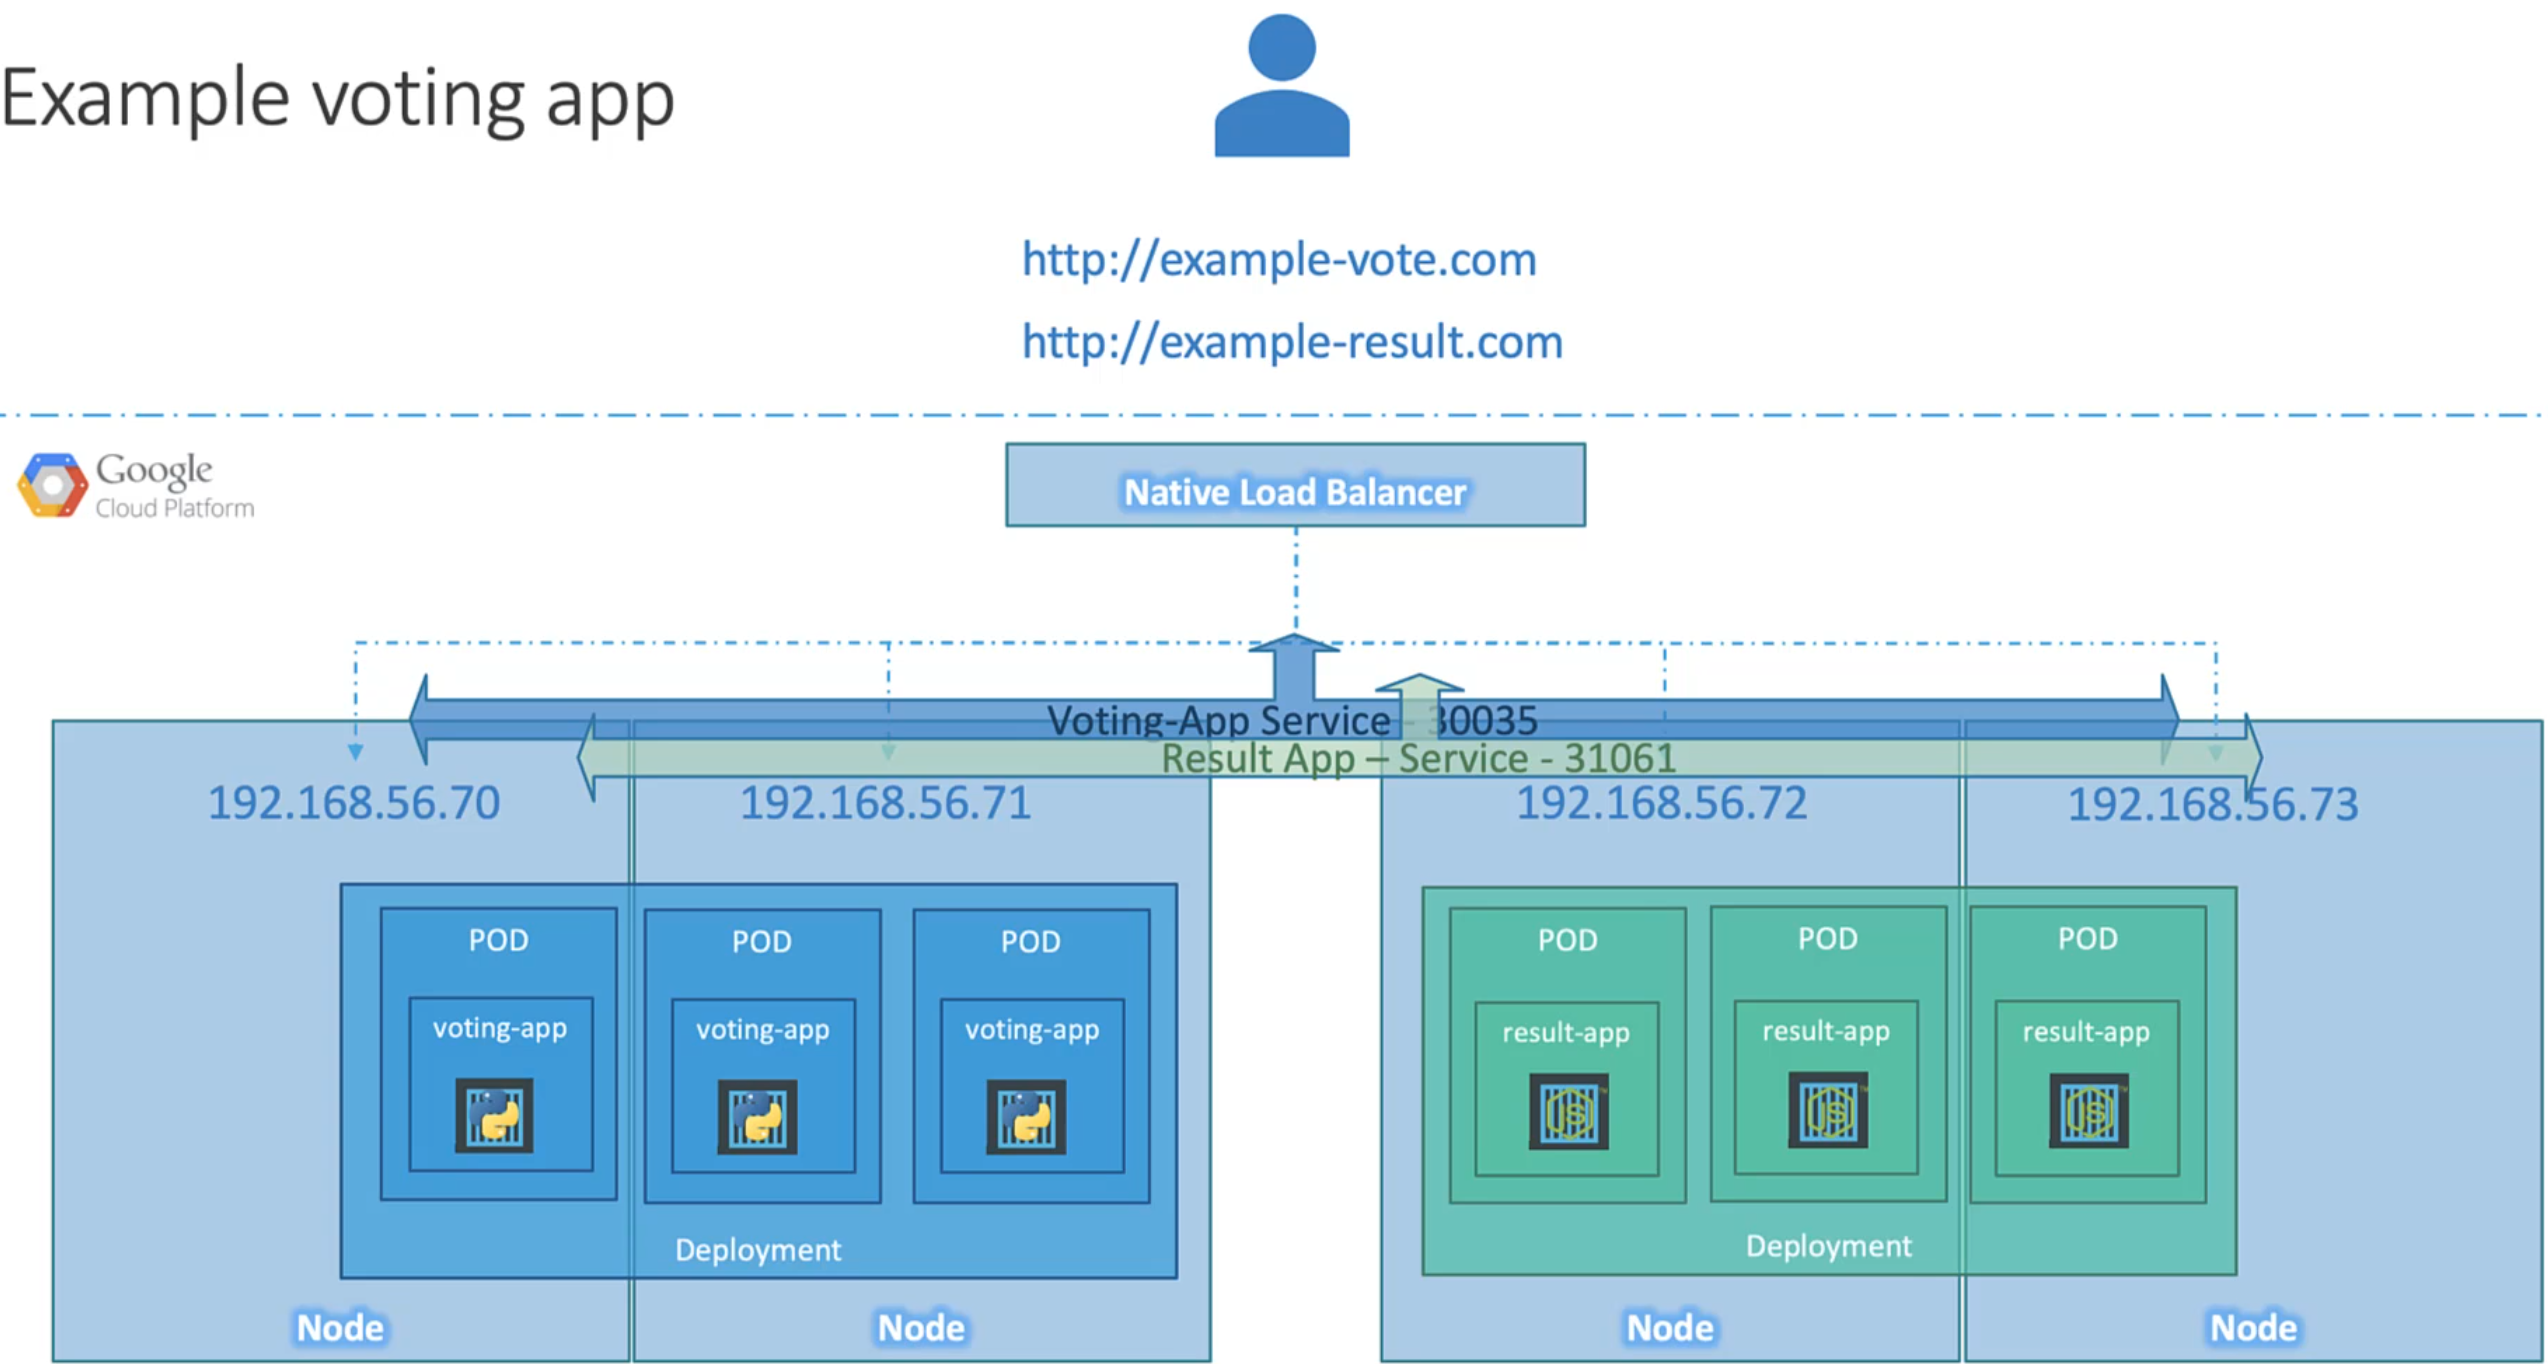 Example voting app
http://example-vote.com
http://example-result.com
Google
Cloud Platform
Native Load Balancer
Voting-App Service - 30035
Result App – Service - 31061
192.168.56.70
192.168.56.71
192.168.56.72
192.168.56.73
POD
POD
POD
POD
POD
POD
voting-app
voting-app
voting-app
result-app
result-app
result-app
JS
JS
JS
Deployment
Deployment
Node
Node
Node
Node